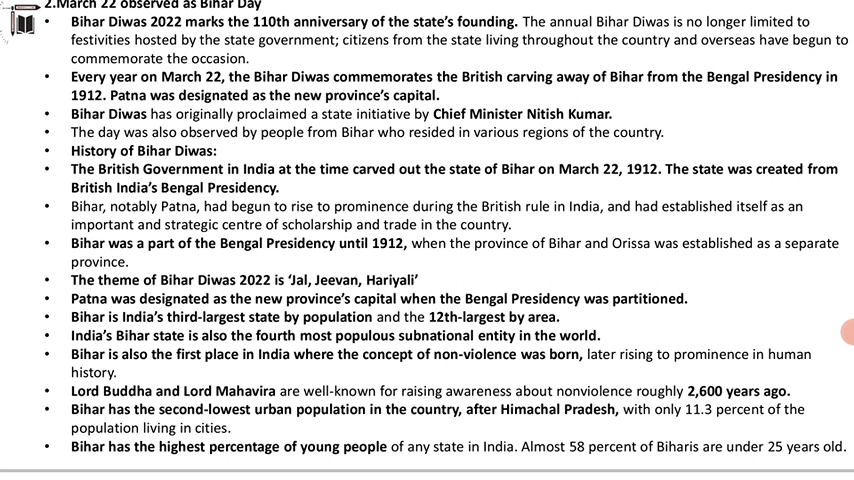 2.March 22 observed as Bihar Day
• Bihar Diwas 2022 marks the 110th anniversary of the state's founding. The annual Bihar Diwas is no longer limited to
festivities hosted by the state government; citizens from the state living throughout the country and overseas have begun to
commemorate the occasion.
• Every year on March 22, the Bihar Diwas commemorates the British carving away of Bihar from the Bengal Presidency in
1912. Patna was designated as the new province's capital.
• Bihar Diwas has originally proclaimed a state initiative by Chief Minister Nitish Kumar.
• The day was also observed by people from Bihar who resided in various regions of the country.
• History of Bihar Diwas:
• The British Government in India at the time carved out the state of Bihar on March 22, 1912. The state was created from
British India's Bengal Presidency.
• Bihar, notably Patna, had begun to rise to prominence during the British rule in India, and had established itself as an
important and strategic centre of scholarship and trade in the country.
• Bihar was a part of the Bengal Presidency until 1912, when the province of Bihar and Orissa was established as a separate
province.
• The theme of Bihar Diwas 2022 is 'Jal, Jeevan, Hariyali'
• Patna was designated as the new province's capital when the Bengal Presidency was partitioned.
• Bihar is India's third-largest state by population and the 12th-largest by area.
• India's Bihar state is also the fourth most populous subnational entity in the world.
• Bihar is also the first place in India where the concept of non-violence was born, later rising to prominence in human
history.
• Lord Buddha and Lord Mahavira are well-known for raising awareness about nonviolence roughly 2,600 years ago.
• Bihar has the second-lowest urban population in the country, after Himachal Pradesh, with only 11.3 percent of the
population living in cities.
• Bihar has the highest percentage of young people of any state in India. Almost 58 percent of Biharis are under 25 years old.